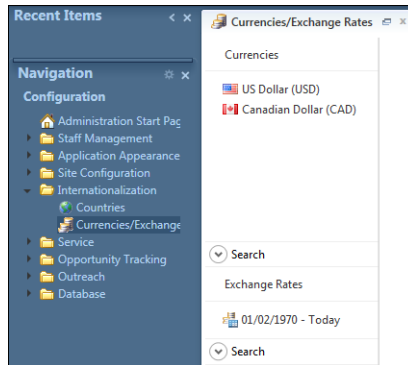 Recent Items
Navigation
Configuration
Administration Start Pag
Staff Management
Application Appearance
Site Configuration
Internationalization
Countries
Currencies/Exchange
Service
Opportunity Tracking
Outreach
Database
Currencies/Exchange Rates
Currencies
US Dollar (USD)
Canadian Dollar (CAD)
Search
Exchange Rates
01/02/1970 - Today
Search